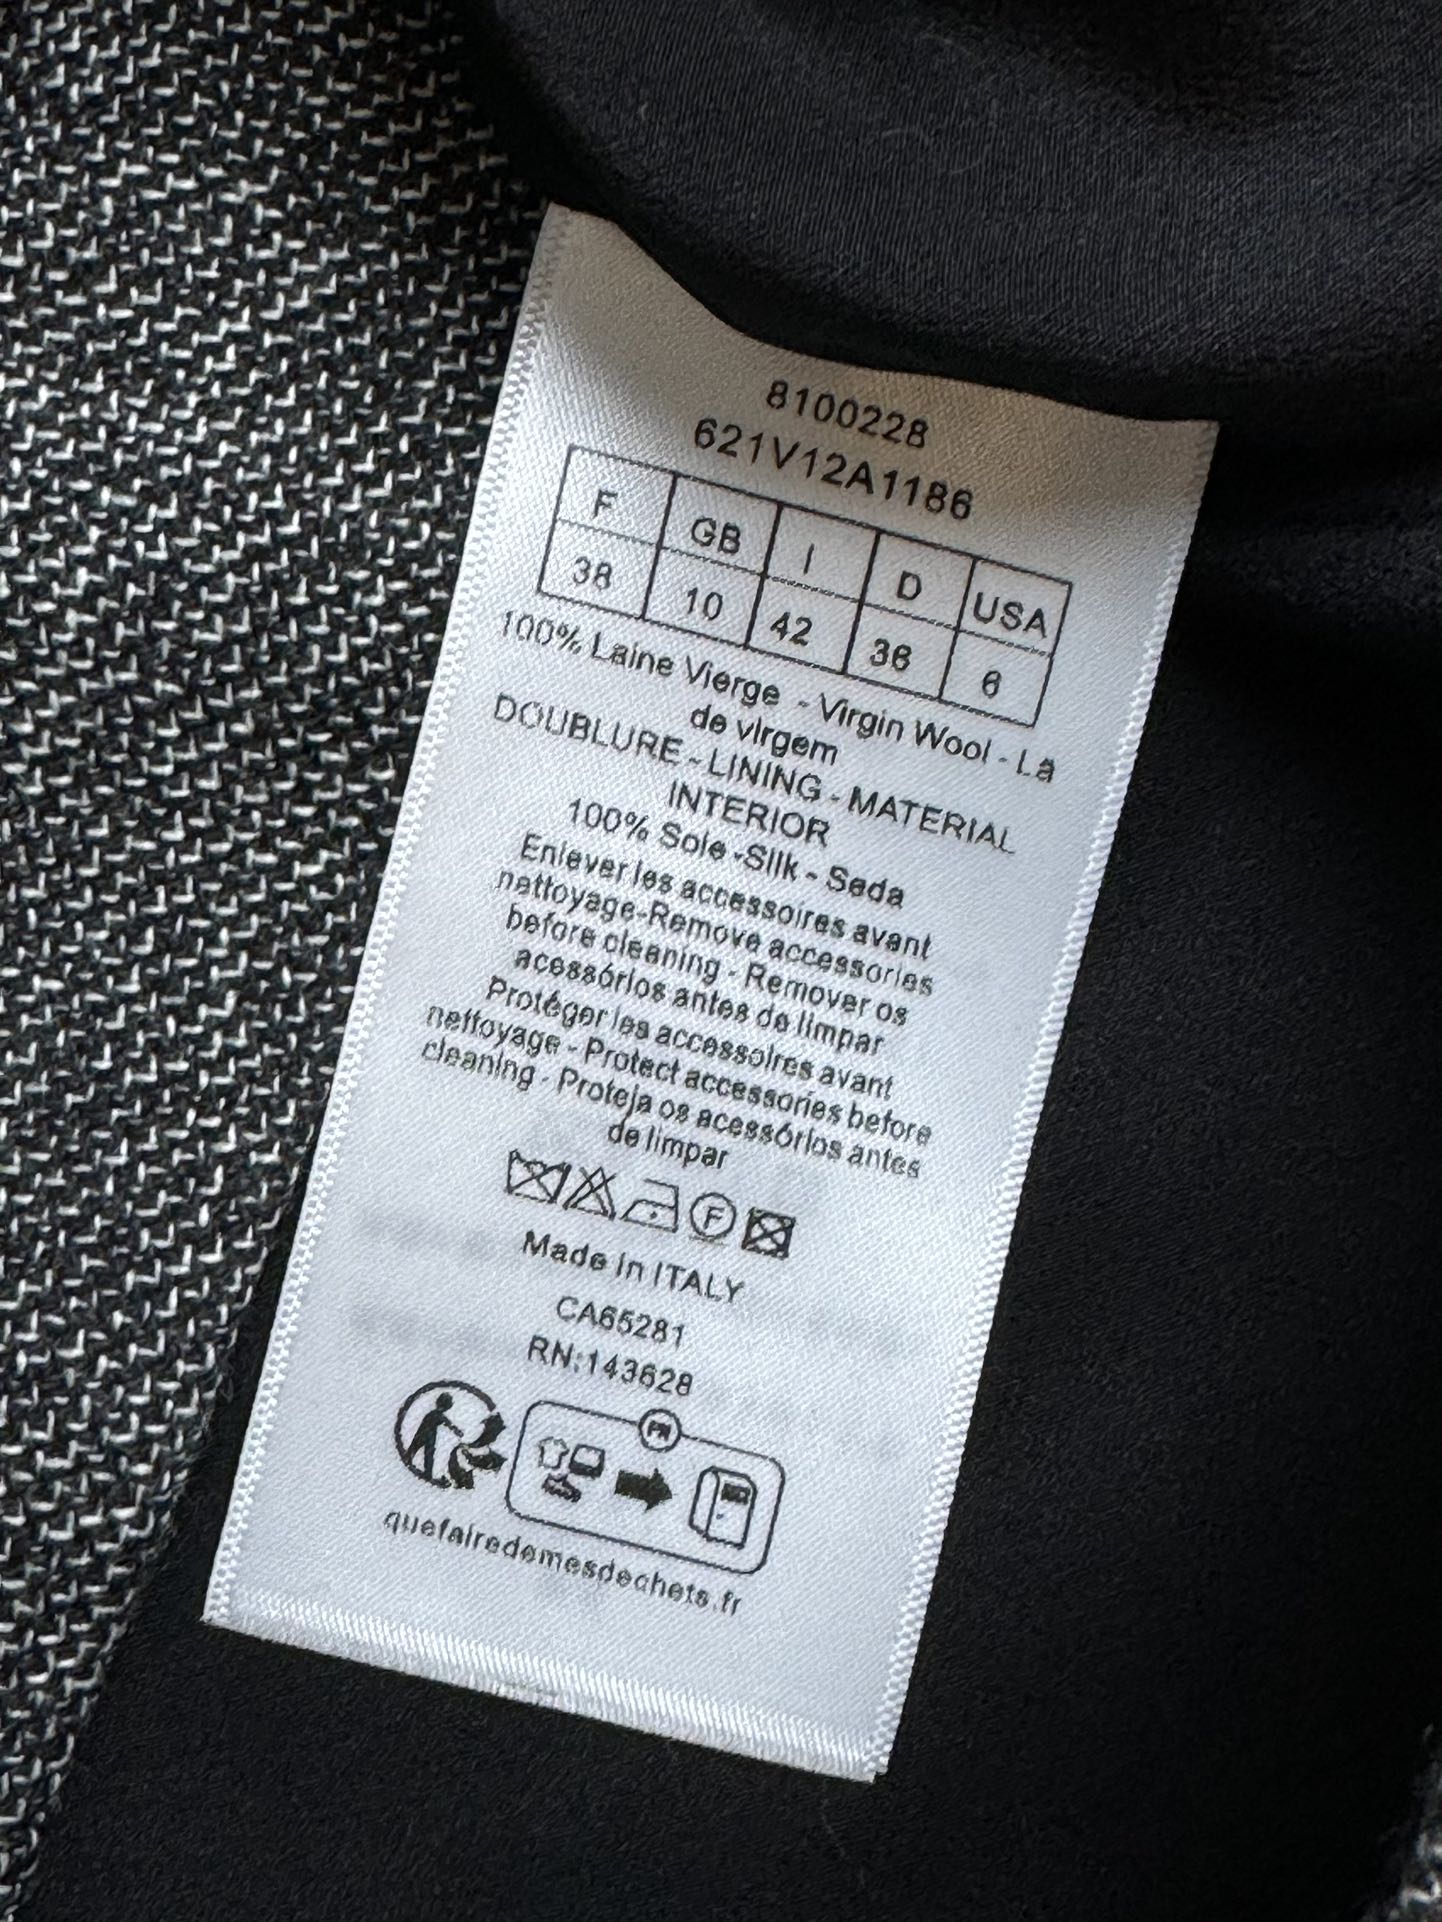 8100228
621V12A1186
F GB I D USA
38 10 42 36 6
100% Laine Vierge - Virgin Wool - Lã
de virgem
DOUBLURE - LINING - MATERIAL
INTERIOR
100% Soie -Silk - Seda
Enlever les accessoires avant
nettoyage-Remove accessories
before cleaning - Remover os
acessórios antes de limpar
Protéger les accessoires avant
nettoyage - Protect accessories before
cleaning - Proteja os acessórios antes
de limpar
F
Made in ITALY
CA65281
RN:143628
FR
quefairedemesdechets.fr